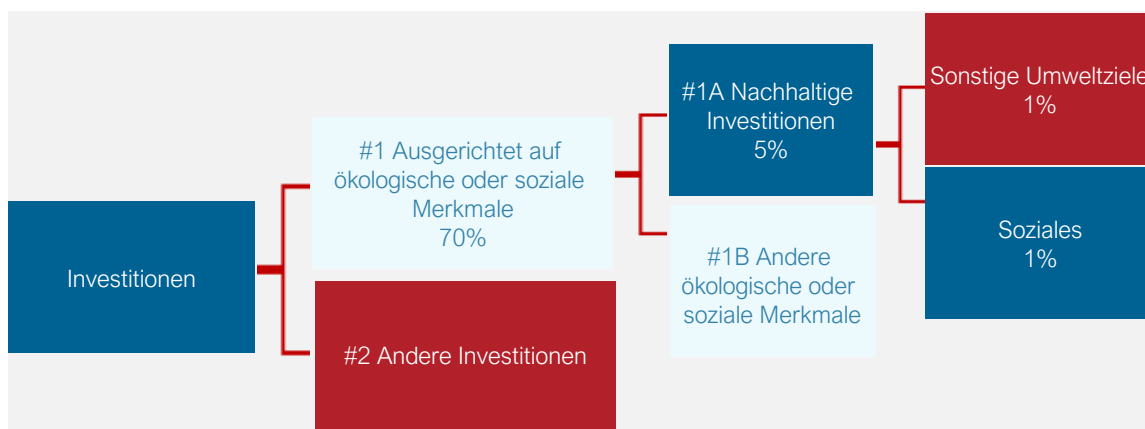 Investitionen
#1 Ausgerichtet auf
ökologische oder soziale
Merkmale
70%
#2 Andere Investitionen
#1A Nachhaltige
Investitionen
5%
#1B Andere
ökologische oder
soziale Merkmale
Sonstige Umweltziele
1%
Soziales
1%